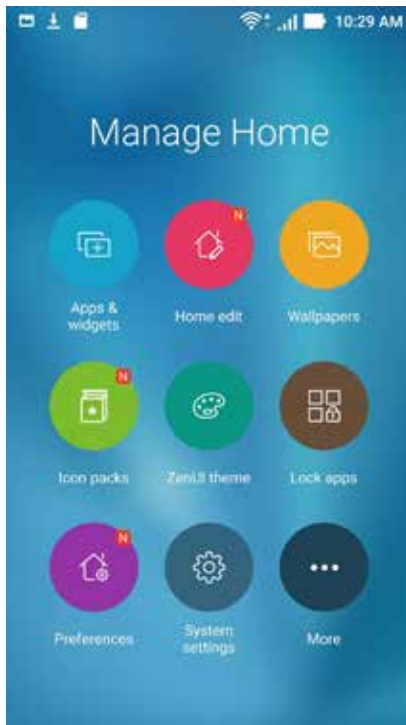 10:29 AM
Manage Home
N
Apps &
widgets
Home edit
Wallpapers
N
Icon packs
ZenUI theme
Lock apps
N
Preferences
System
settings
More